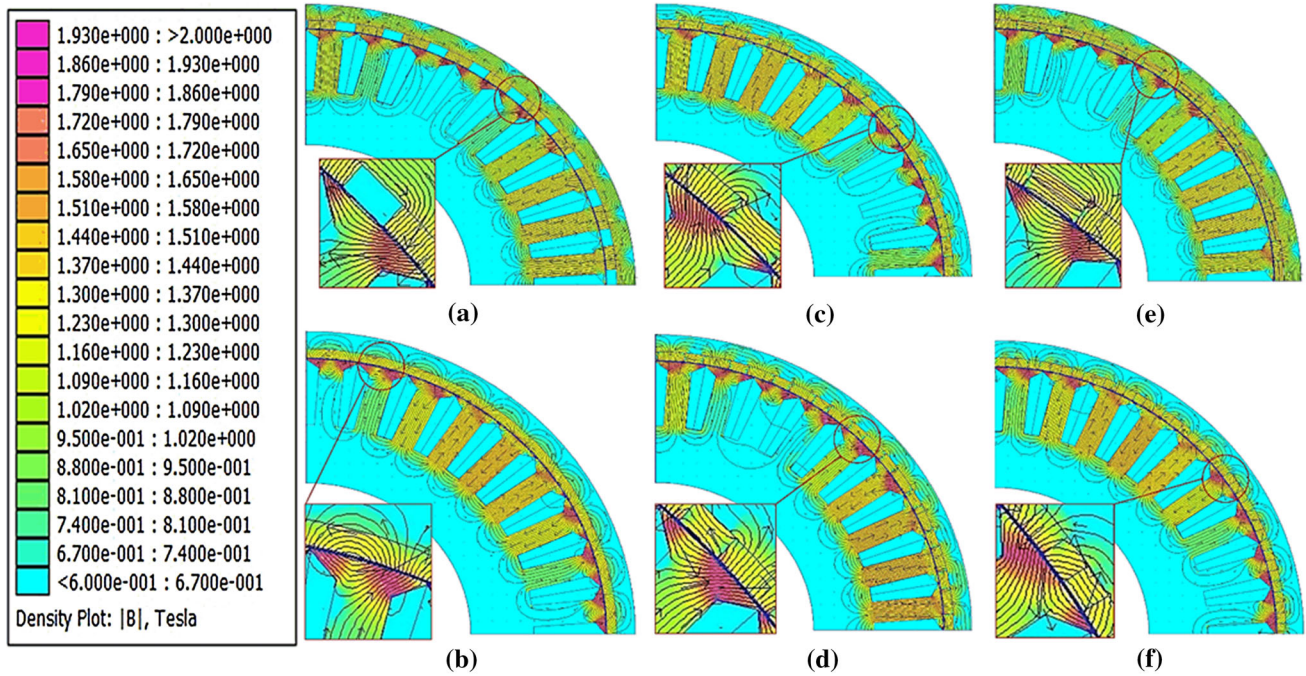 1.930e+000 : >2.000e+000
1.860e+000 : 1.930e+000
1.790e+000 : 1.860e+000
1.720e+000 : 1.790e+000
1.650e+000 : 1.720e+000
1.580e+000 : 1.650e+000
1.510e+000 : 1.580e+000
1.440e+000 : 1.510e+000
1.370e+000 : 1.440e+000
1.300e+000 : 1.370e+000
1.230e+000 : 1.300e+000
1.160e+000 : 1.230e+000
1.090e+000 : 1.160e+000
1.020e+000 : 1.090e+000
9.500e-001 : 1.020e+000
8.800e-001 : 9.500e-001
8.100e-001 : 8.800e-001
7.400e-001 : 8.100e-001
6.700e-001 : 7.400e-001
<6.000e-001 : 6.700e-001
Density Plot: |B|, Tesla
(a)
(c)
(e)
(b)
(d)
(f)